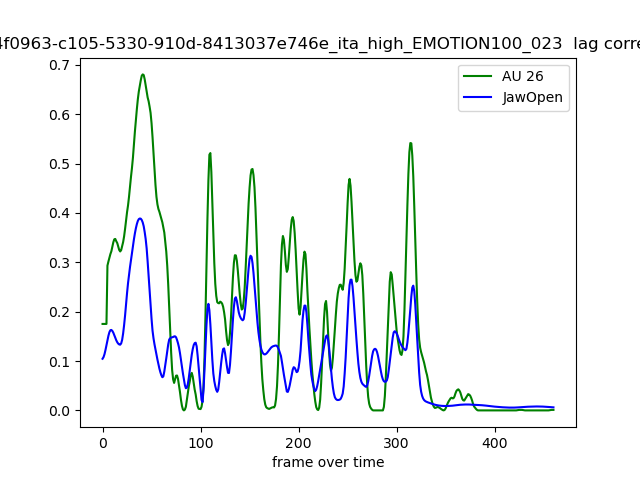 4f0963-c105-5330-910d-8413037e746e_ita_high_EMOTION100_023 lag corre
AU 26
JawOpen
0.7
0.6
0.5
0.4
0.3
0.2
0.1
0.0
0 100 200 300 400
frame over time